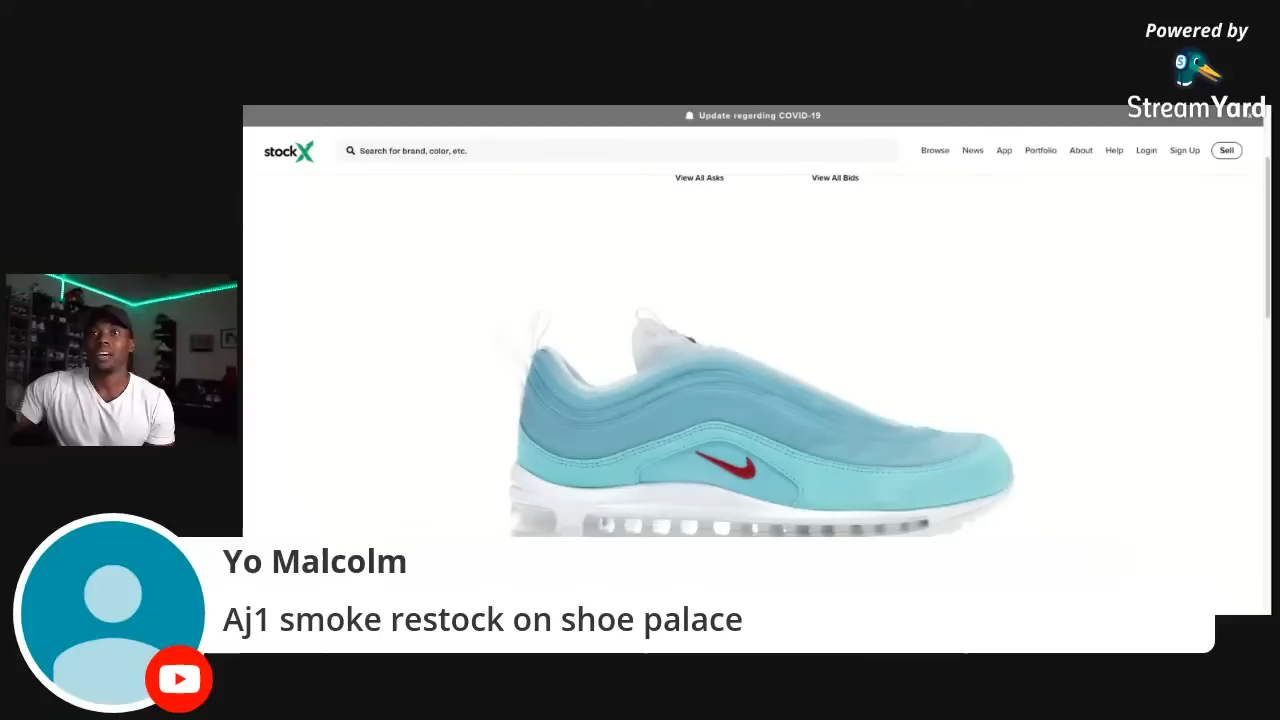 Powered by
StreamYard
Update regarding COVID-19
stockX
Search for brand, color, etc.
Browse News App Portfolio About Help Login Sign Up Sell
View All Asks View All Bids
Yo Malcolm
Aj1 smoke restock on shoe palace